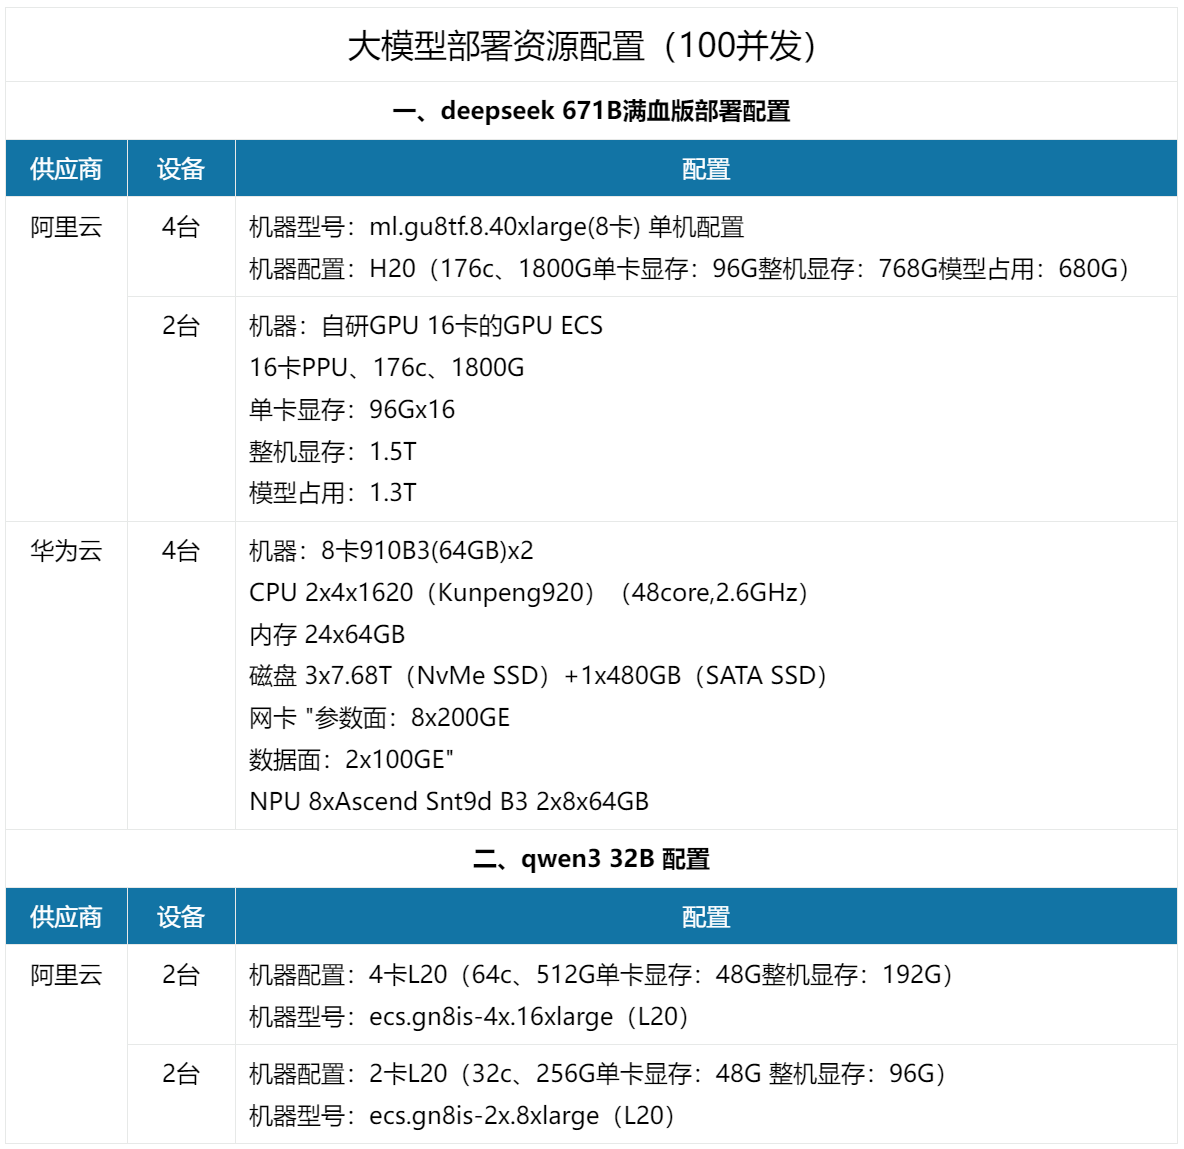 大模型部署资源配置（100并发）
一、deepseek 671B满血版部署配置
供应商 设备 配置
阿里云 4台 机器型号：ml.gu8tf.8.40xlarge(8卡) 单机配置
机器配置：H20（176c、1800G单卡显存：96G整机显存：768G模型占用：680G）
2台 机器：自研GPU 16卡的GPU ECS
16卡PPU、176c、1800G
单卡显存：96Gx16
整机显存：1.5T
模型占用：1.3T
华为云 4台 机器：8卡910B3(64GB)x2
CPU 2x4x1620（Kunpeng920）（48core,2.6GHz）
内存 24x64GB
磁盘 3x7.68T（NvMe SSD）+1x480GB（SATA SSD）
网卡 "参数面：8x200GE
数据面：2x100GE"
NPU 8xAscend Snt9d B3 2x8x64GB
二、qwen3 32B 配置
供应商 设备 配置
阿里云 2台 机器配置：4卡L20（64c、512G单卡显存：48G整机显存：192G）
机器型号：ecs.gn8is-4x.16xlarge（L20）
2台 机器配置：2卡L20（32c、256G单卡显存：48G 整机显存：96G）
机器型号：ecs.gn8is-2x.8xlarge（L20）